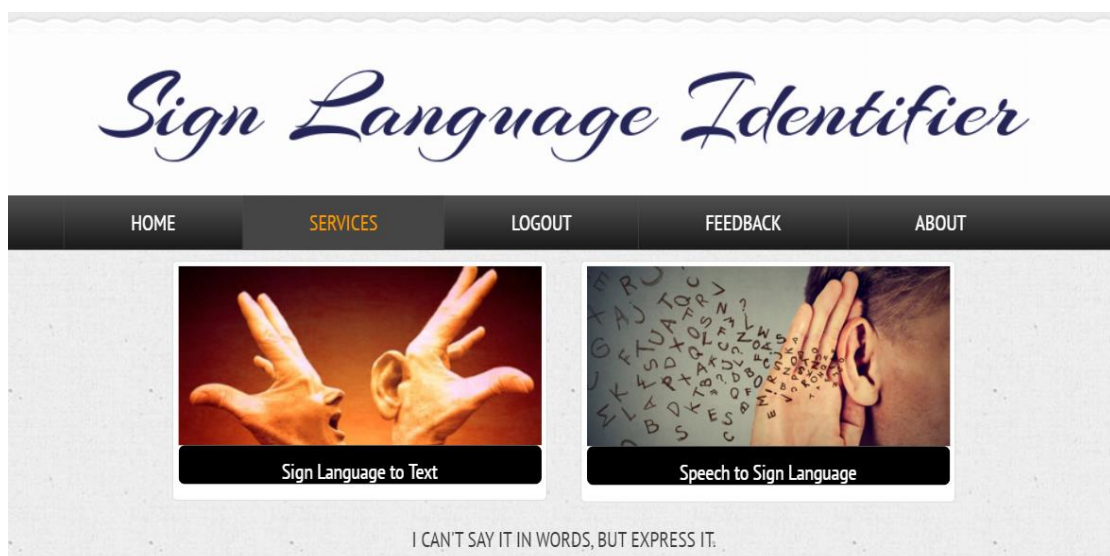 Sign Language Identifier
HOME SERVICES LOGOUT FEEDBACK ABOUT
Sign Language to Text
Speech to Sign Language
I CAN'T SAY IT IN WORDS, BUT EXPRESS IT.